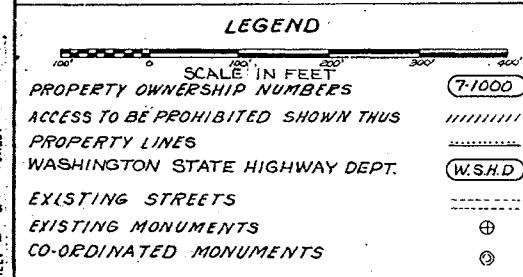 LEGEND
100' 0 100' 200' 300' 400'
SCALE IN FEET
PROPERTY OWNERSHIP NUMBERS 7-1000
ACCESS TO BE PROHIBITED SHOWN THUS
PROPERTY LINES
WASHINGTON STATE HIGHWAY DEPT. W.S.H.D
EXISTING STREETS
EXISTING MONUMENTS
CO-ORDINATED MONUMENTS